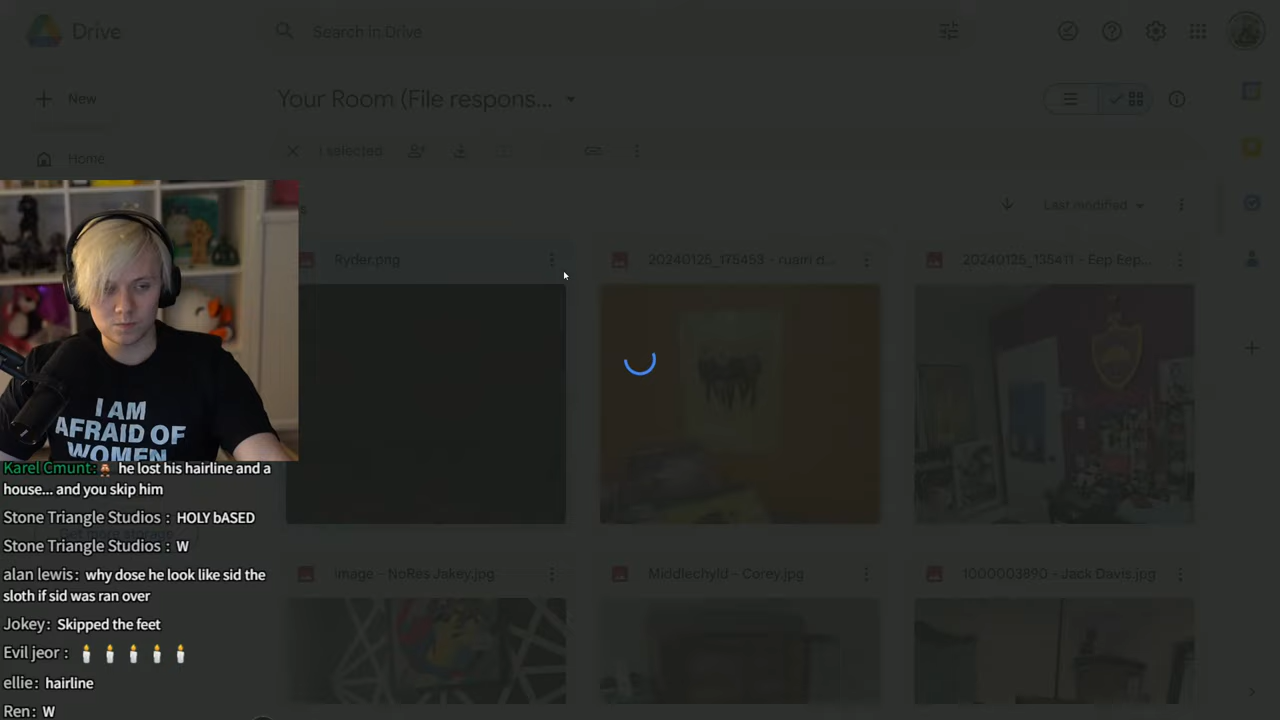 Drive
Search in Drive
New
Your Room (File respons...
Home
1 selected
Last modified
Ryder.png
20240125_175453 - ruairi d...
20240125_135411 - Eep Eep...
I AM
AFRAID OF
WOMEN
Karel Cmunt: he lost his hairline and a
house... and you skip him
Stone Triangle Studios : HOLY bASED
Stone Triangle Studios : W
alan lewis: why dose he look like sid the
sloth if sid was ran over
Jokey: Skipped the feet
Evil jeor :
ellie: hairline
Ren: W
Image - NoRes Jakey.jpg
Middlechyld - Corey.jpg
1000003890 - Jack Davis.jpg